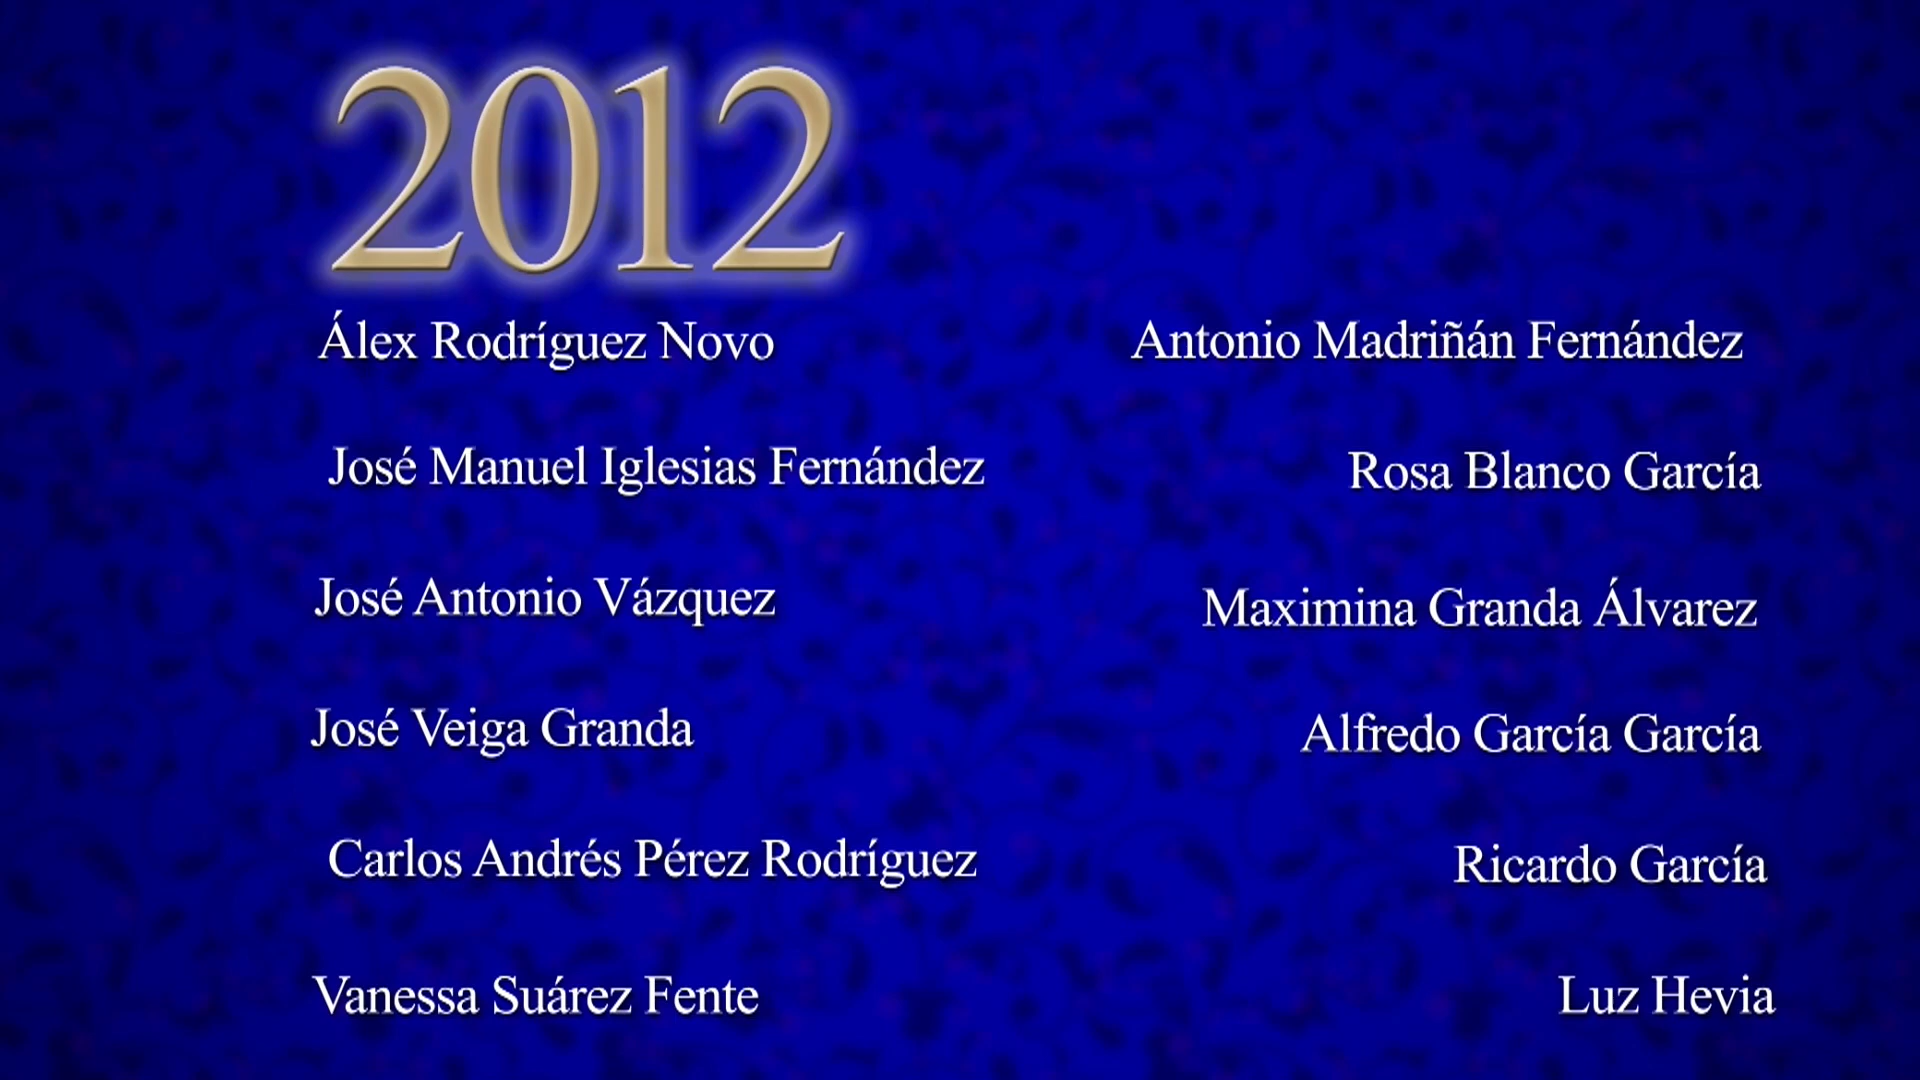 2012
Álex Rodríguez Novo
Antonio Madriñán Fernández
José Manuel Iglesias Fernández
Rosa Blanco García
José Antonio Vázquez
Maximina Granda Álvarez
José Veiga Granda
Alfredo García García
Carlos Andrés Pérez Rodríguez
Ricardo García
Vanessa Suárez Fente
Luz Hevia